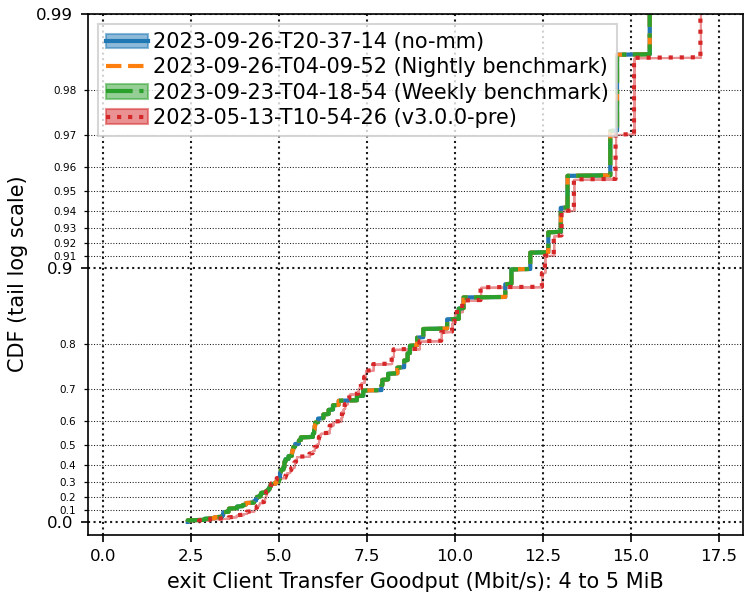 0.99
2023-09-26-T20-37-14 (no-mm)
2023-09-26-T04-09-52 (Nightly benchmark)
2023-09-23-T04-18-54 (Weekly benchmark)
2023-05-13-T10-54-26 (v3.0.0-pre)
0.98
0.97
0.96
0.95
0.94
0.93
0.92
0.91
0.9
0.8
0.7
0.6
0.5
0.4
0.3
0.2
0.1
0.0
CDF (tail log scale)
0.0 2.5 5.0 7.5 10.0 12.5 15.0 17.5
exit Client Transfer Goodput (Mbit/s): 4 to 5 MiB